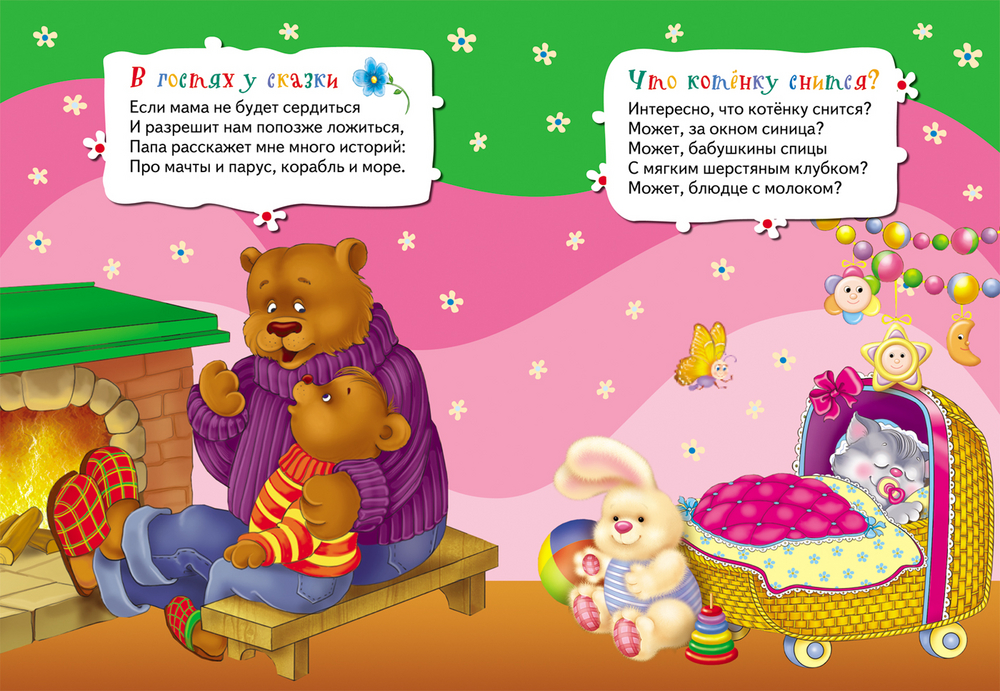 В гостях у сказки
Если мама не будет сердиться
И разрешит нам попозже ложиться,
Папа расскажет мне много историй:
Про мачты и парус, корабль и море.
Что котёнку снится?
Интересно, что котёнку снится?
Может, за окном синица?
Может, бабушкины спицы
С мягким шерстяным клубком?
Может, блюдце с молоком?